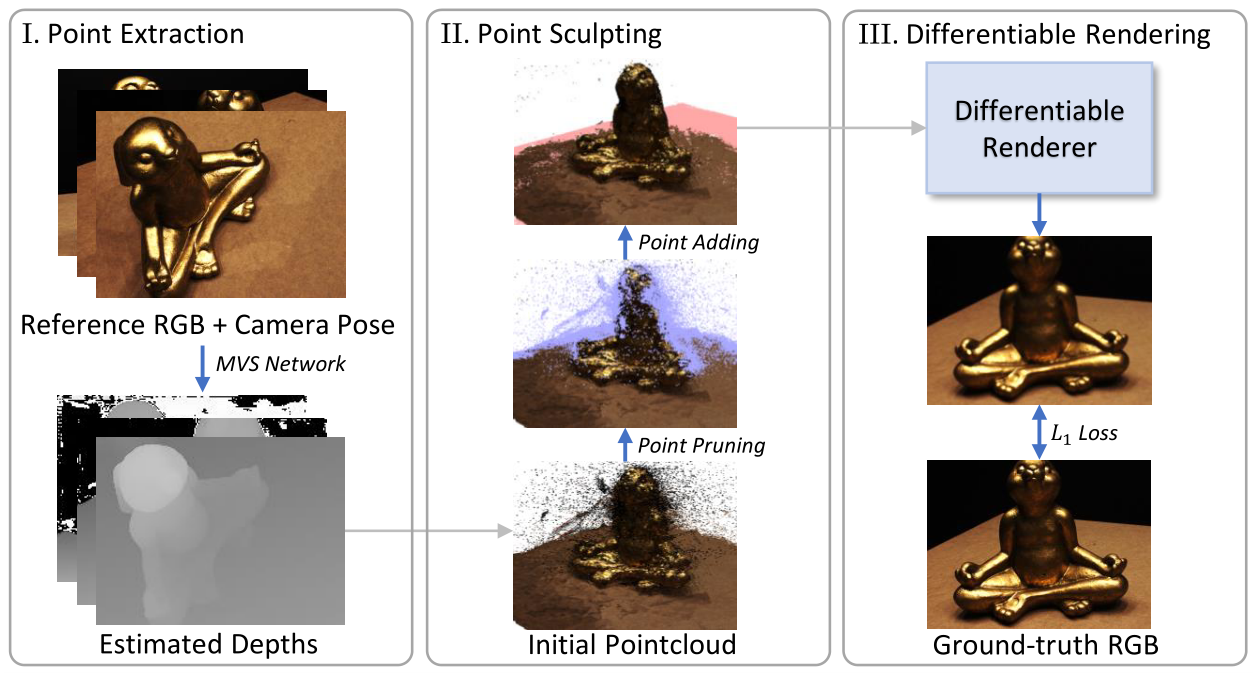 I. Point Extraction
Reference RGB + Camera Pose
MVS Network
Estimated Depths
II. Point Sculpting
Point Adding
Point Pruning
Initial Pointcloud
III. Differentiable Rendering
Differentiable
Renderer
L₁ Loss
Ground-truth RGB